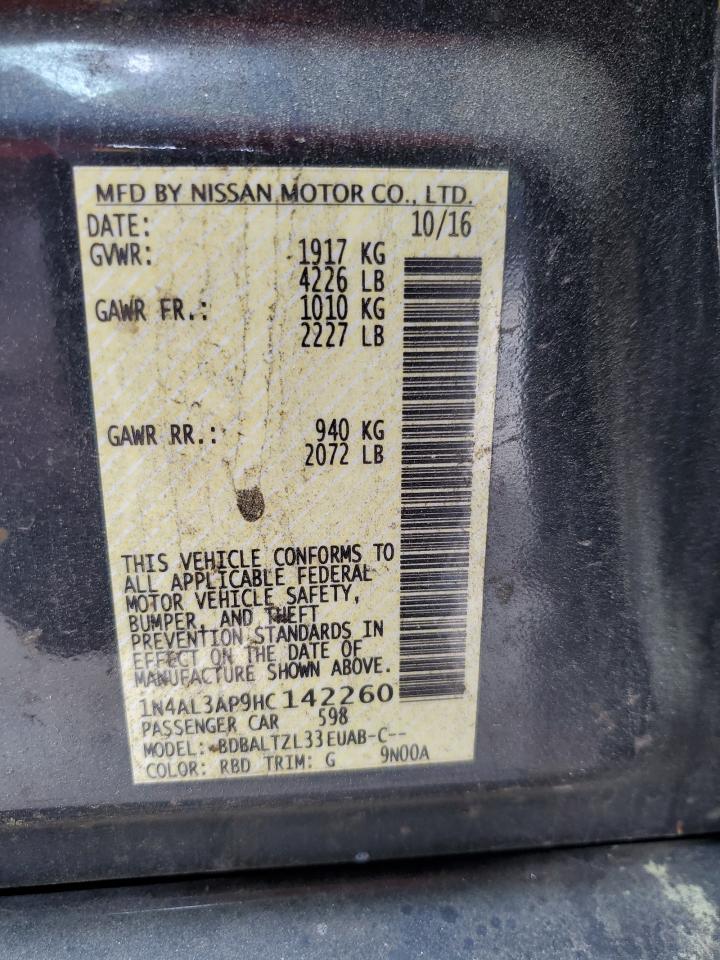 MFD BY NISSAN MOTOR CO., LTD.
DATE: 10/16
GVWR: 1917 KG
4226 LB
GAWR FR.: 1010 KG
2227 LB
GAWR RR.: 940 KG
2072 LB
THIS VEHICLE CONFORMS TO
ALL APPLICABLE FEDERAL
MOTOR VEHICLE SAFETY,
BUMPER, AND THEFT
PREVENTION STANDARDS IN
EFFECT ON THE DATE OF
MANUFACTURE SHOWN ABOVE.
1N4AL3AP9HC142260
PASSENGER CAR 598
MODEL: BDBALTZL33EUAB-C--
COLOR: RBD TRIM: G 9N00A